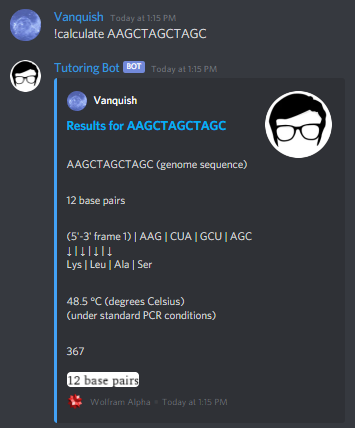 Vanquish Today at 1:15 PM
!calculate AAGCTAGCTAGC
Tutoring Bot BOT Today at 1:15 PM
Vanquish
Results for AAGCTAGCTAGC
AAGCTAGCTAGC (genome sequence)
12 base pairs
(5'-3' frame 1) | AAG | CUA | GCU | AGC
↓ | ↓ | ↓ | ↓
Lys | Leu | Ala | Ser
48.5 °C (degrees Celsius)
(under standard PCR conditions)
367
12 base pairs
Wolfram Alpha • Today at 1:15 PM